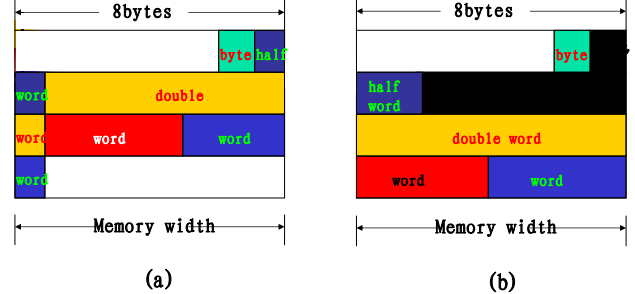 8bytes
byte half
word double
word word word
word
Memory width
(a)
8bytes
byte
half
word
double word
word word
Memory width
(b)